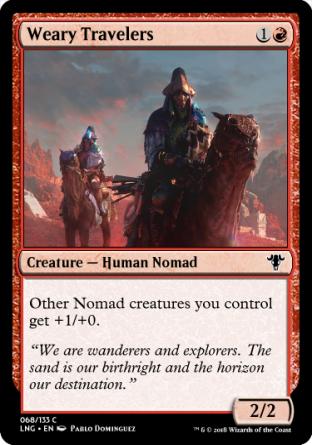 Weary Travelers 1
Creature — Human Nomad
Other Nomad creatures you control
get +1/+0.
“We are wanderers and explorers. The
sand is our birthright and the horizon
our destination.”
2/2
068/133 C
LNG • EN Pablo Dominguez
™ & © 2018 Wizards of the Coast